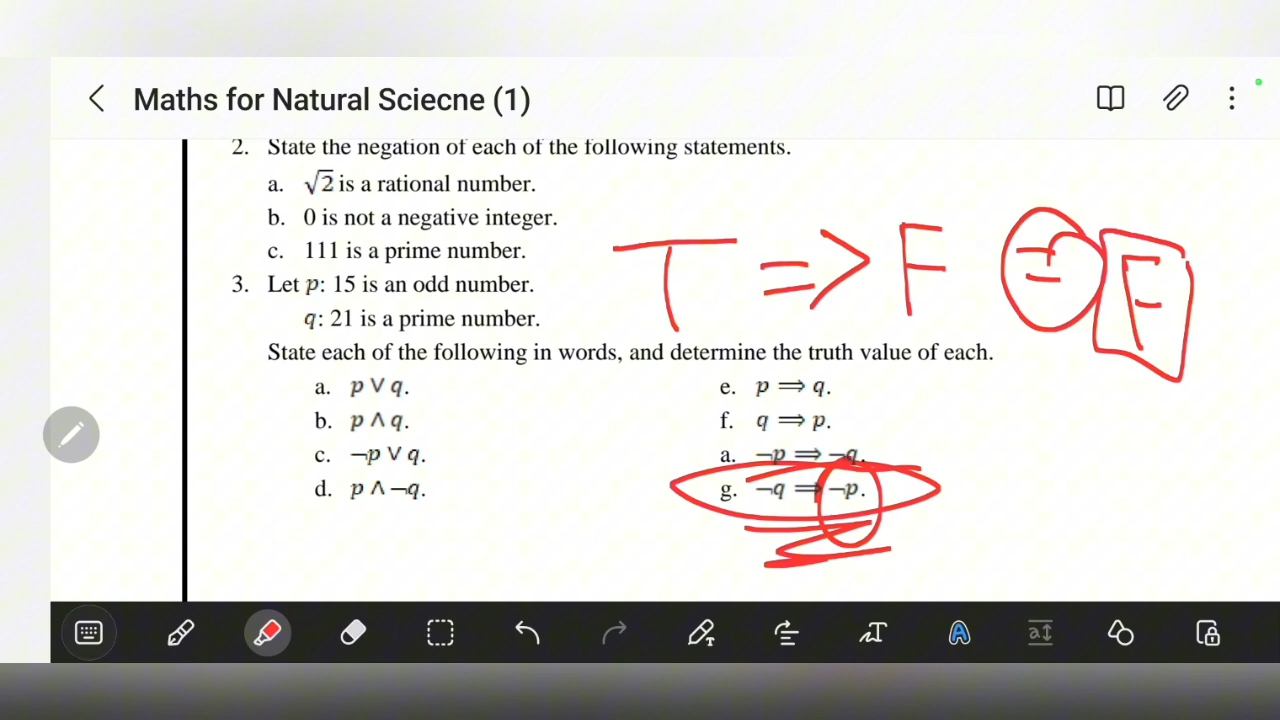 Maths for Natural Sciecne (1)
2. State the negation of each of the following statements.
a. √2 is a rational number.
b. 0 is not a negative integer.
c. 111 is a prime number.
3. Let p: 15 is an odd number.
q: 21 is a prime number.
T => F = F
State each of the following in words, and determine the truth value of each.
a. p ∨ q.
b. p ∧ q.
c. ¬p ∨ q.
d. p ∧ ¬q.
e. p ⟹ q.
f. q ⟹ p.
a. ¬p ⟹ ¬q.
g. ¬q ⟹ ¬p.